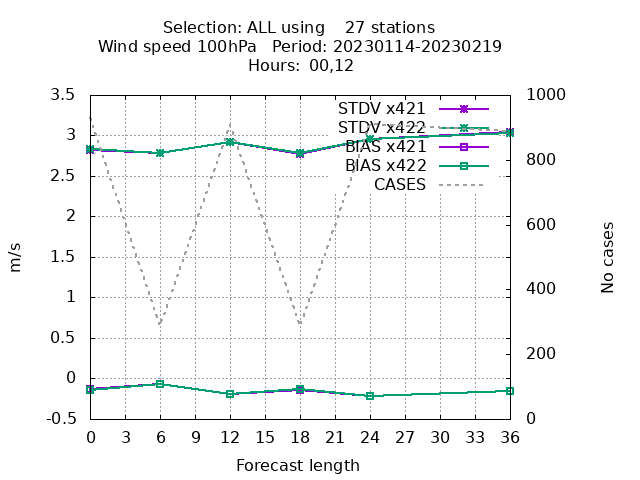 Selection: ALL using    27 stations
Wind speed 100hPa   Period: 20230114-20230219
Hours: 00,12
3.5
3
2.5
2
1.5
1
0.5
0
-0.5
1000
800
600
400
200
0
STDV x421
STDV x422
BIAS x421
BIAS x422
CASES
m/s
No cases
0 3 6 9 12 15 18 21 24 27 30 33 36
Forecast length